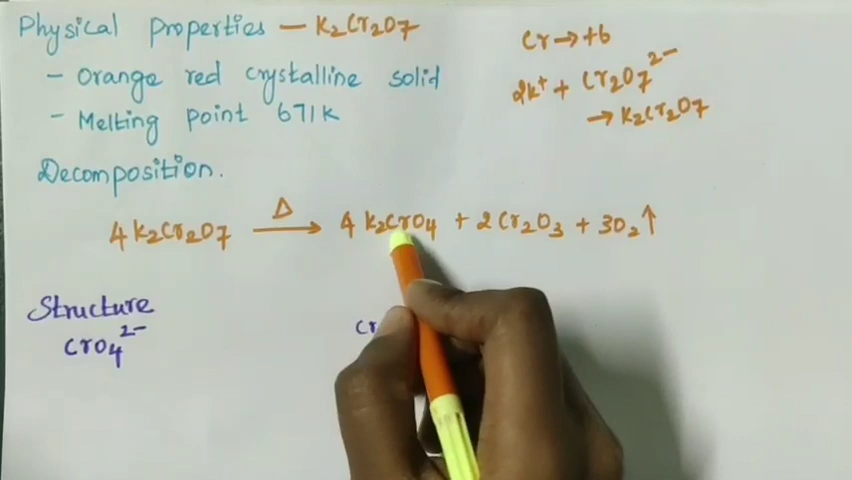 Physical properties — K2Cr2O7
- Orange red crystalline solid
- Melting point 671K
Cr → +6
2K+ + Cr2O7 2-
→ K2Cr2O7
Decomposition.
4K2Cr2O7 —Δ→ 4K2CrO4 + 2Cr2O3 + 3O2↑
Structure
CrO4 2-
Cr